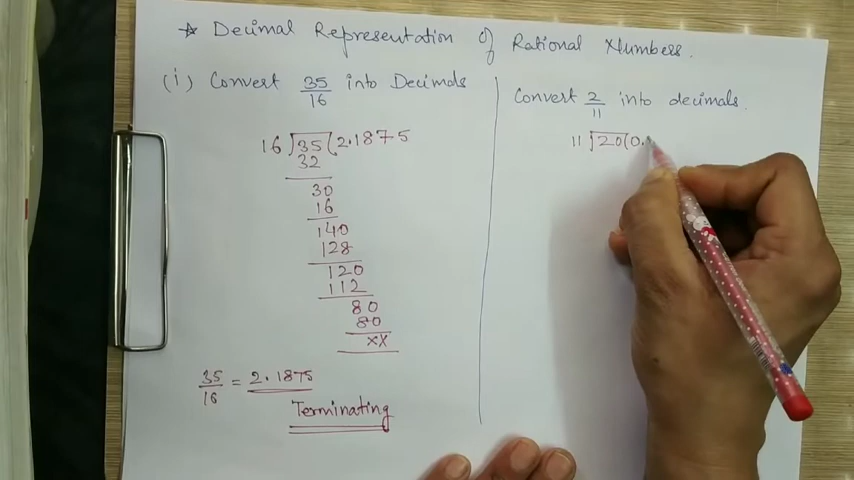 ☆ Decimal Representation of Rational Numbers.
(i) Convert 35/16 into Decimals
16)35(2.1875
32
30
16
140
128
120
112
80
80
xx
35/16 = 2.1875
Terminating
Convert 2/11 into decimals.
11)20(0.